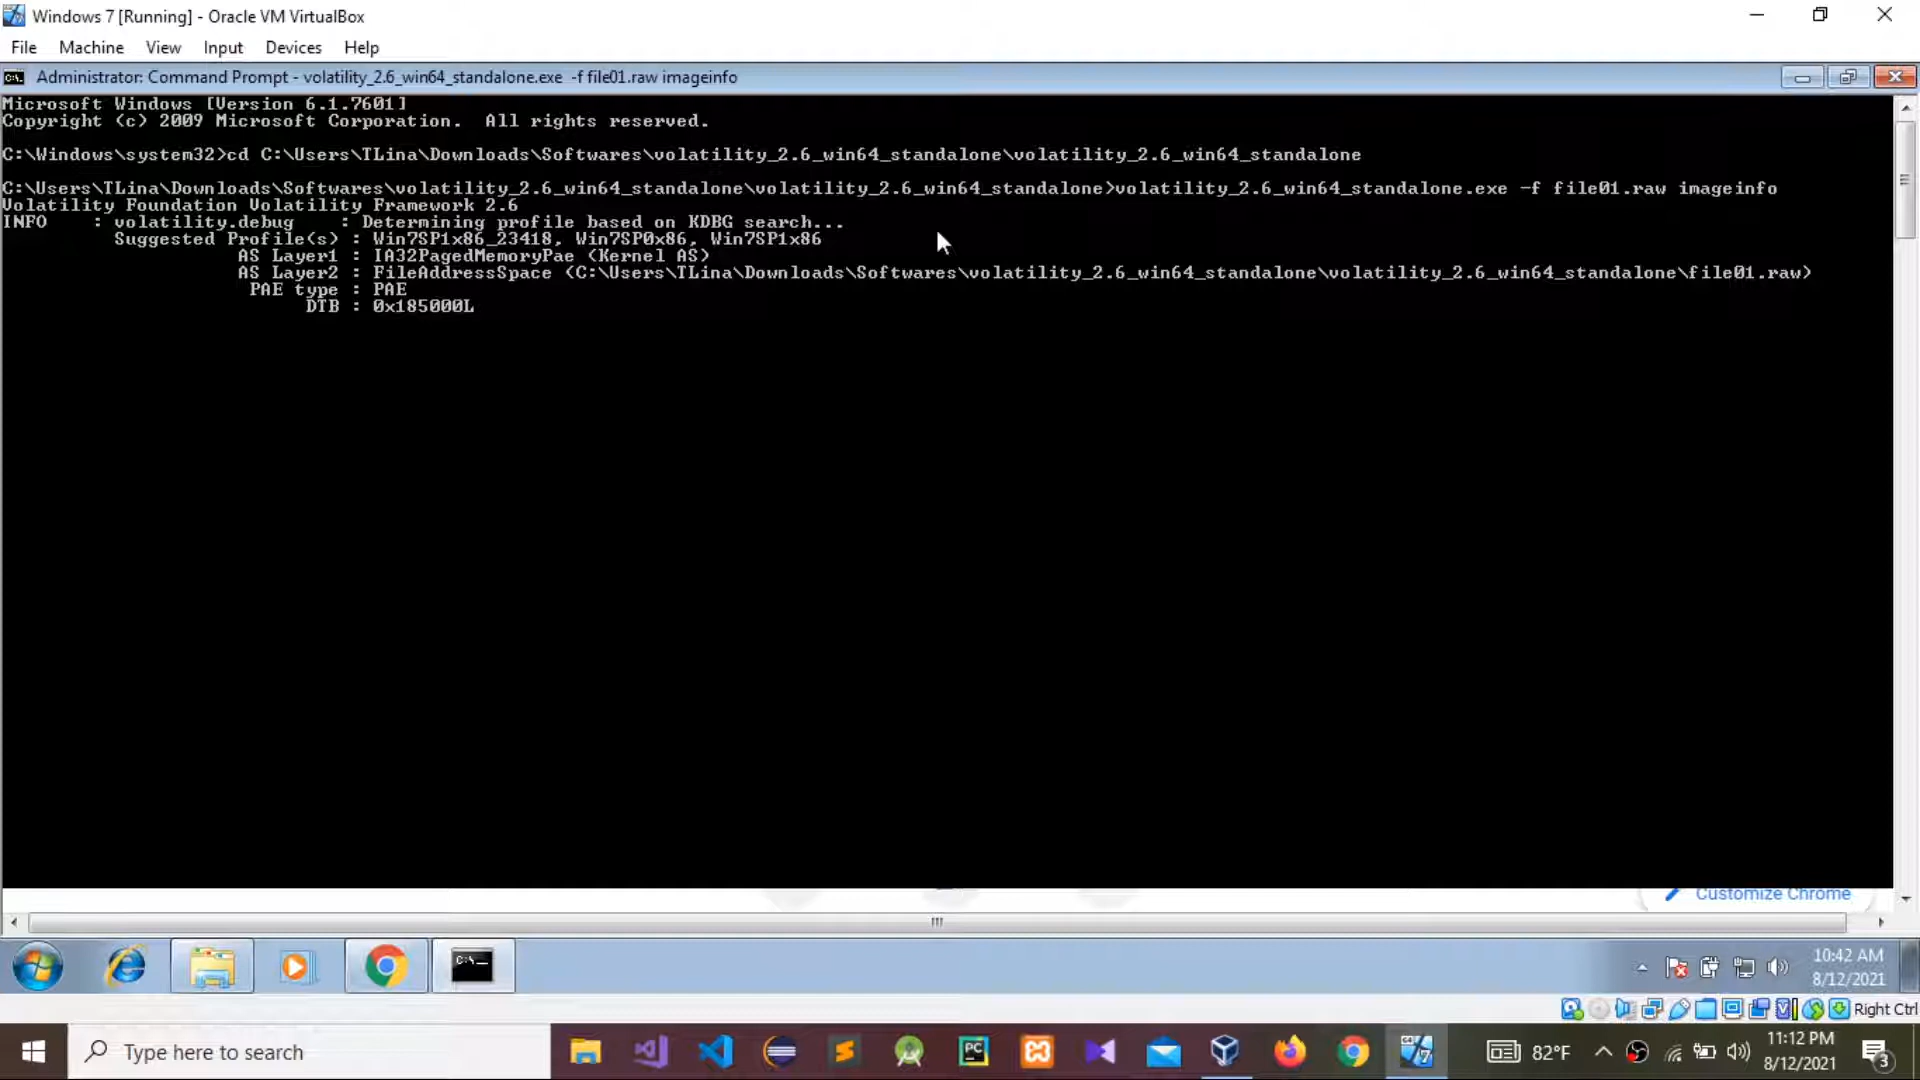 Windows 7 [Running] - Oracle VM VirtualBox
File Machine View Input Devices Help
Administrator: Command Prompt - volatility_2.6_win64_standalone.exe -f file01.raw imageinfo
Microsoft Windows [Version 6.1.7601]
Copyright (c) 2009 Microsoft Corporation. All rights reserved.
C:\Windows\system32>cd C:\Users\TLina\Downloads\Softwares\volatility_2.6_win64_standalone\volatility_2.6_win64_standalone
C:\Users\TLina\Downloads\Softwares\volatility_2.6_win64_standalone\volatility_2.6_win64_standalone>volatility_2.6_win64_standalone.exe -f file01.raw imageinfo
Volatility Foundation Volatility Framework 2.6
INFO : volatility.debug : Determining profile based on KDBG search...
Suggested Profile(s) : Win7SP1x86_23418, Win7SP0x86, Win7SP1x86
AS Layer1 : IA32PagedMemoryPae (Kernel AS)
AS Layer2 : FileAddressSpace (C:\Users\TLina\Downloads\Softwares\volatility_2.6_win64_standalone\volatility_2.6_win64_standalone\file01.raw)
PAE type : PAE
DTB : 0x185000L
Customize Chrome
10:42 AM
8/12/2021
Right Ctrl
Type here to search
PC
82°F
11:12 PM
8/12/2021
3